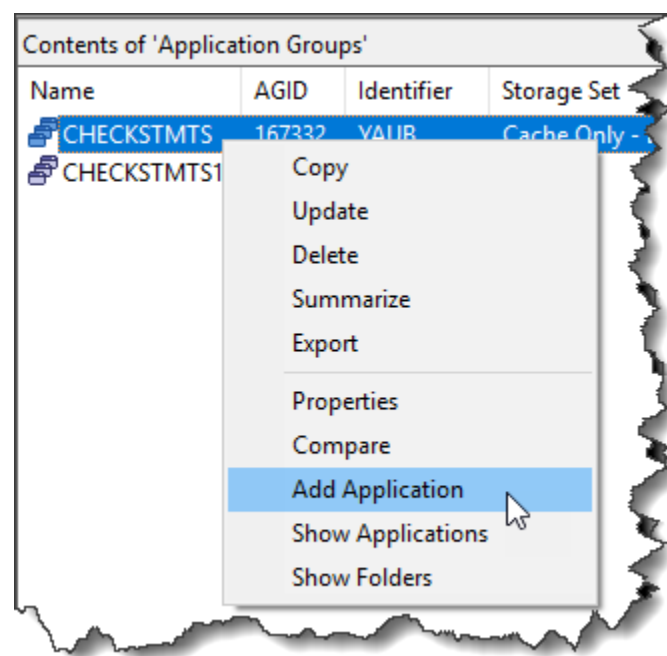 Contents of 'Application Groups'
Name AGID Identifier Storage Set
CHECKSTMTS 167332 YAUB Cache Only -
CHECKSTMTS1
Copy
Update
Delete
Summarize
Export
Properties
Compare
Add Application
Show Applications
Show Folders